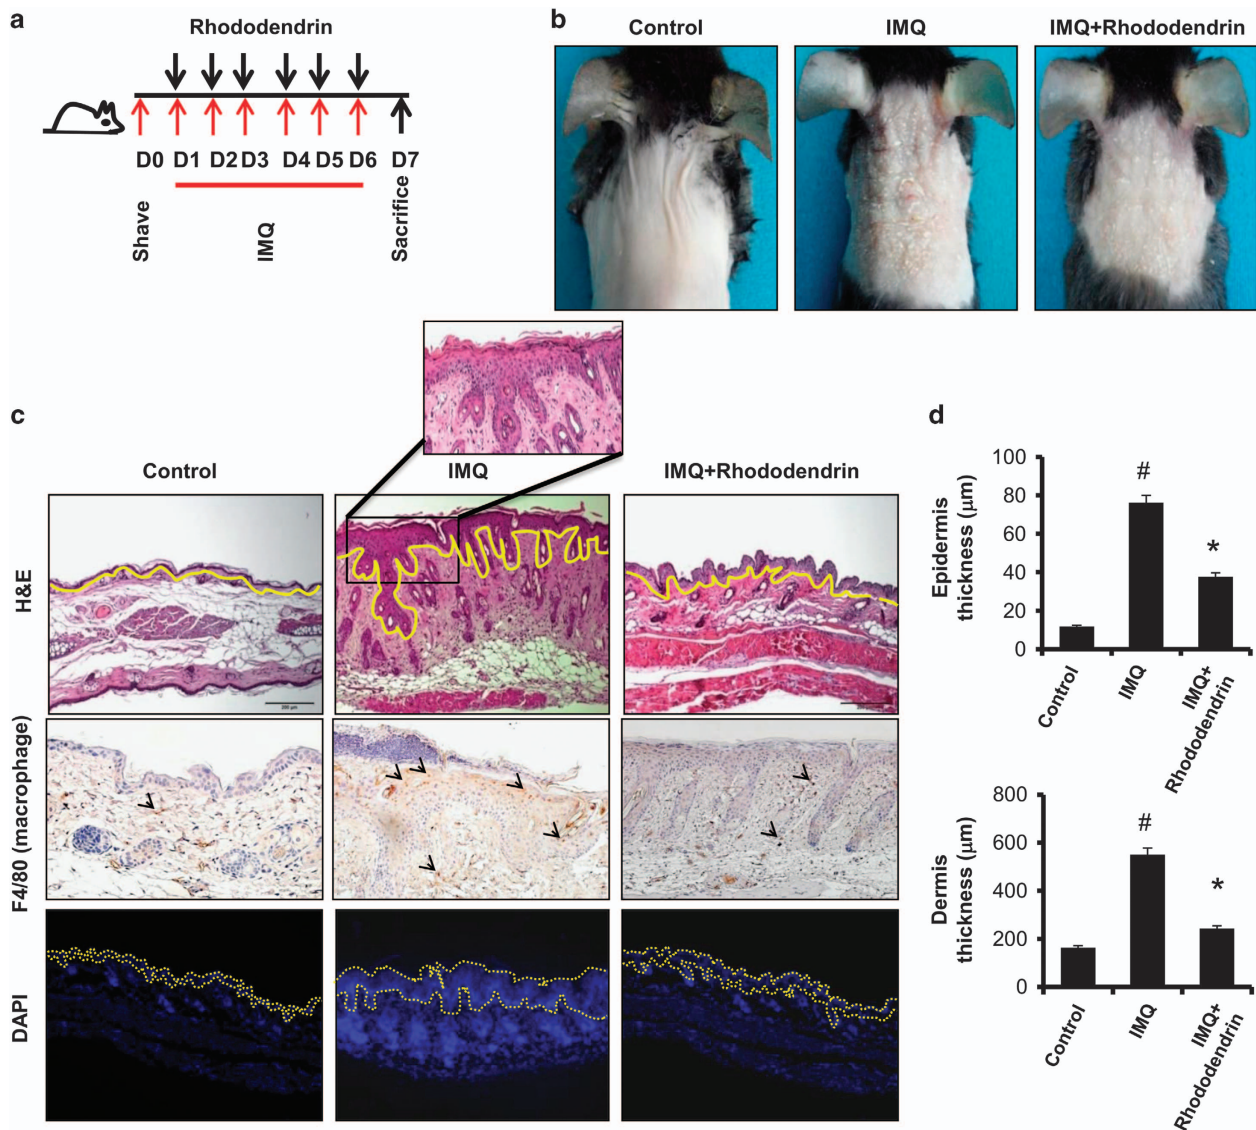 a
Rhododendrin
D0 D1 D2 D3 D4 D5 D6 D7
Shave
IMQ
Sacrifice
b
Control
IMQ
IMQ+Rhododendrin
c
Control
IMQ
IMQ+Rhododendrin
H&E
F4/80 (macrophage)
DAPI
d
Epidermis
thickness (μm)
100
80
60
40
20
0
#
*
Control
IMQ
IMQ+
Rhododendrin
Dermis
thickness (μm)
800
600
400
200
0
#
*
Control
IMQ
IMQ+
Rhododendrin